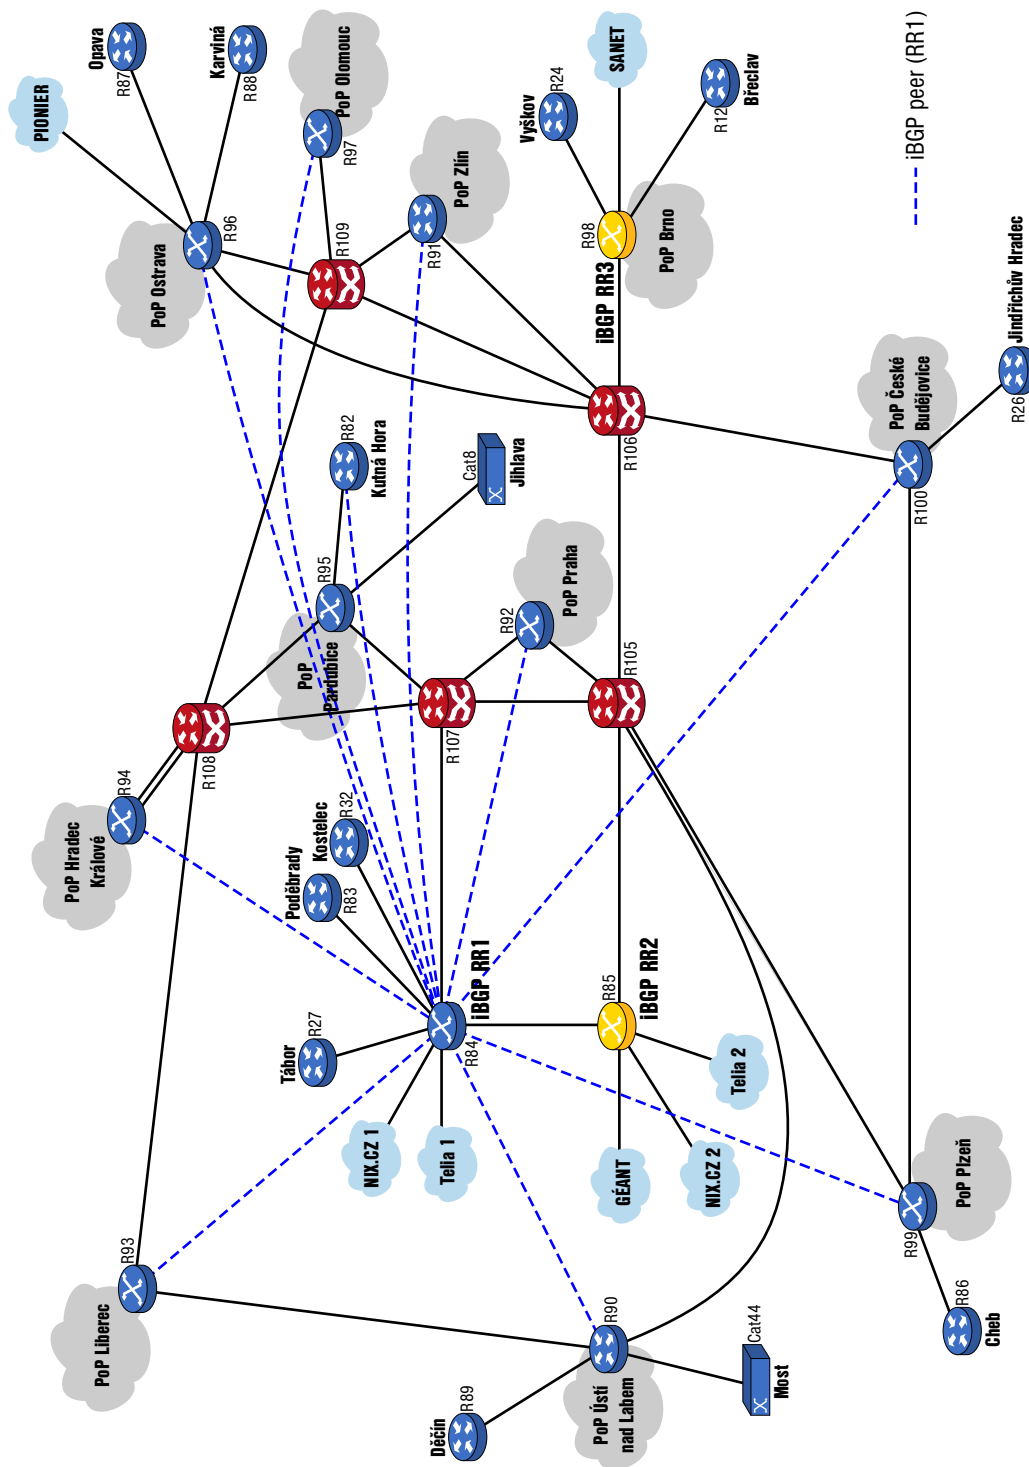 PIONIER
Opava
R87
Karviná
R88
PoP Olomouc
R97
PoP Ostrava
R96
R109
PoP Zlín
R91
Vyškov
R24
SANET
R12
Břeclav
R98
PoP Brno
iBGP RR3
iBGP peer (RR1)
R106
PoP České
Budějovice
R100
Jindřichův Hradec
R26
Kutná Hora
R82
Cat8
Jihlava
R95
PoP
Pardubice
R92
PoP Praha
R105
R107
R108
R94
PoP Hradec
Králové
Kostelec
R32
Poděbrady
R83
iBGP RR1
R84
Tábor
R27
NIX.CZ 1
Telia 1
R85
iBGP RR2
Telia 2
GÉANT
NIX.CZ 2
R93
PoP Liberec
R90
PoP Ústí
nad Labem
R89
Děčín
Cat44
Most
R99
PoP Plzeň
R86
Cheb